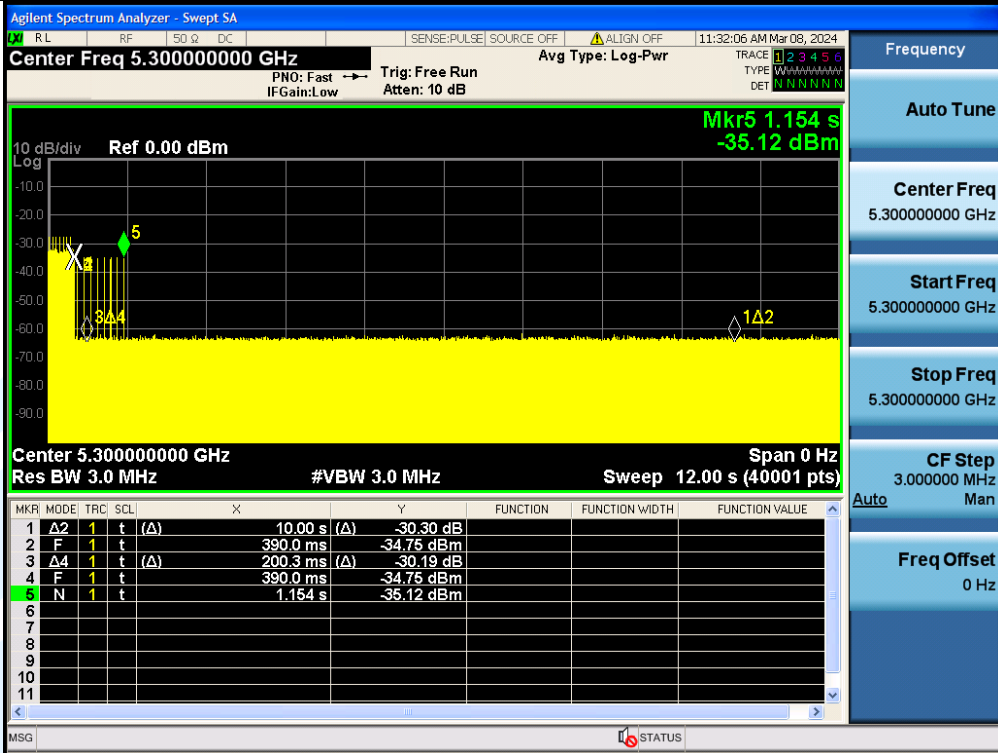 Agilent Spectrum Analyzer - Swept SA
LXI RL RF 50 Ω DC SENSE:PULSE SOURCE OFF ALIGN OFF 11:32:06 AM Mar 08, 2024
Center Freq 5.300000000 GHz
PNO: Fast
IFGain:Low
Trig: Free Run
Atten: 10 dB
Avg Type: Log-Pwr
TRACE 1 2 3 4 5 6
TYPE WWWWWW
DET N N N N N N
Mkr5 1.154 s
-35.12 dBm
10 dB/div Ref 0.00 dBm
Log
-10.0
-20.0
-30.0
-40.0
-50.0
-60.0
-70.0
-80.0
-90.0
5
X
3Δ4
1Δ2
Center 5.300000000 GHz Span 0 Hz
Res BW 3.0 MHz #VBW 3.0 MHz Sweep 12.00 s (40001 pts)
MKR MODE TRC SCL X Y FUNCTION FUNCTION WIDTH FUNCTION VALUE
1 Δ2 1 t (Δ) 10.00 s (Δ) -30.30 dB
2 F 1 t 390.0 ms -34.75 dBm
3 Δ4 1 t (Δ) 200.3 ms (Δ) -30.19 dB
4 F 1 t 390.0 ms -34.75 dBm
5 N 1 t 1.154 s -35.12 dBm
6
7
8
9
10
11
MSG STATUS
Frequency
Auto Tune
Center Freq
5.300000000 GHz
Start Freq
5.300000000 GHz
Stop Freq
5.300000000 GHz
CF Step
3.000000 MHz
Auto Man
Freq Offset
0 Hz